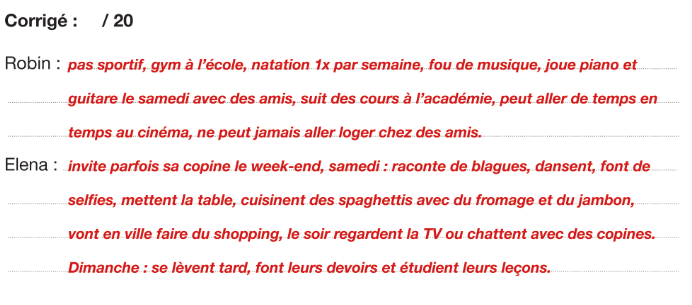 Corrigé : / 20
Robin : pas sportif, gym à l'école, natation 1x par semaine, fou de musique, joue piano et
guitare le samedi avec des amis, suit des cours à l'académie, peut aller de temps en
temps au cinéma, ne peut jamais aller loger chez des amis.
Elena : invite parfois sa copine le week-end, samedi : raconte de blagues, dansent, font de
selfies, mettent la table, cuisinent des spaghettis avec du fromage et du jambon,
vont en ville faire du shopping, le soir regardent la TV ou chattent avec des copines.
Dimanche : se lèvent tard, font leurs devoirs et étudient leurs leçons.